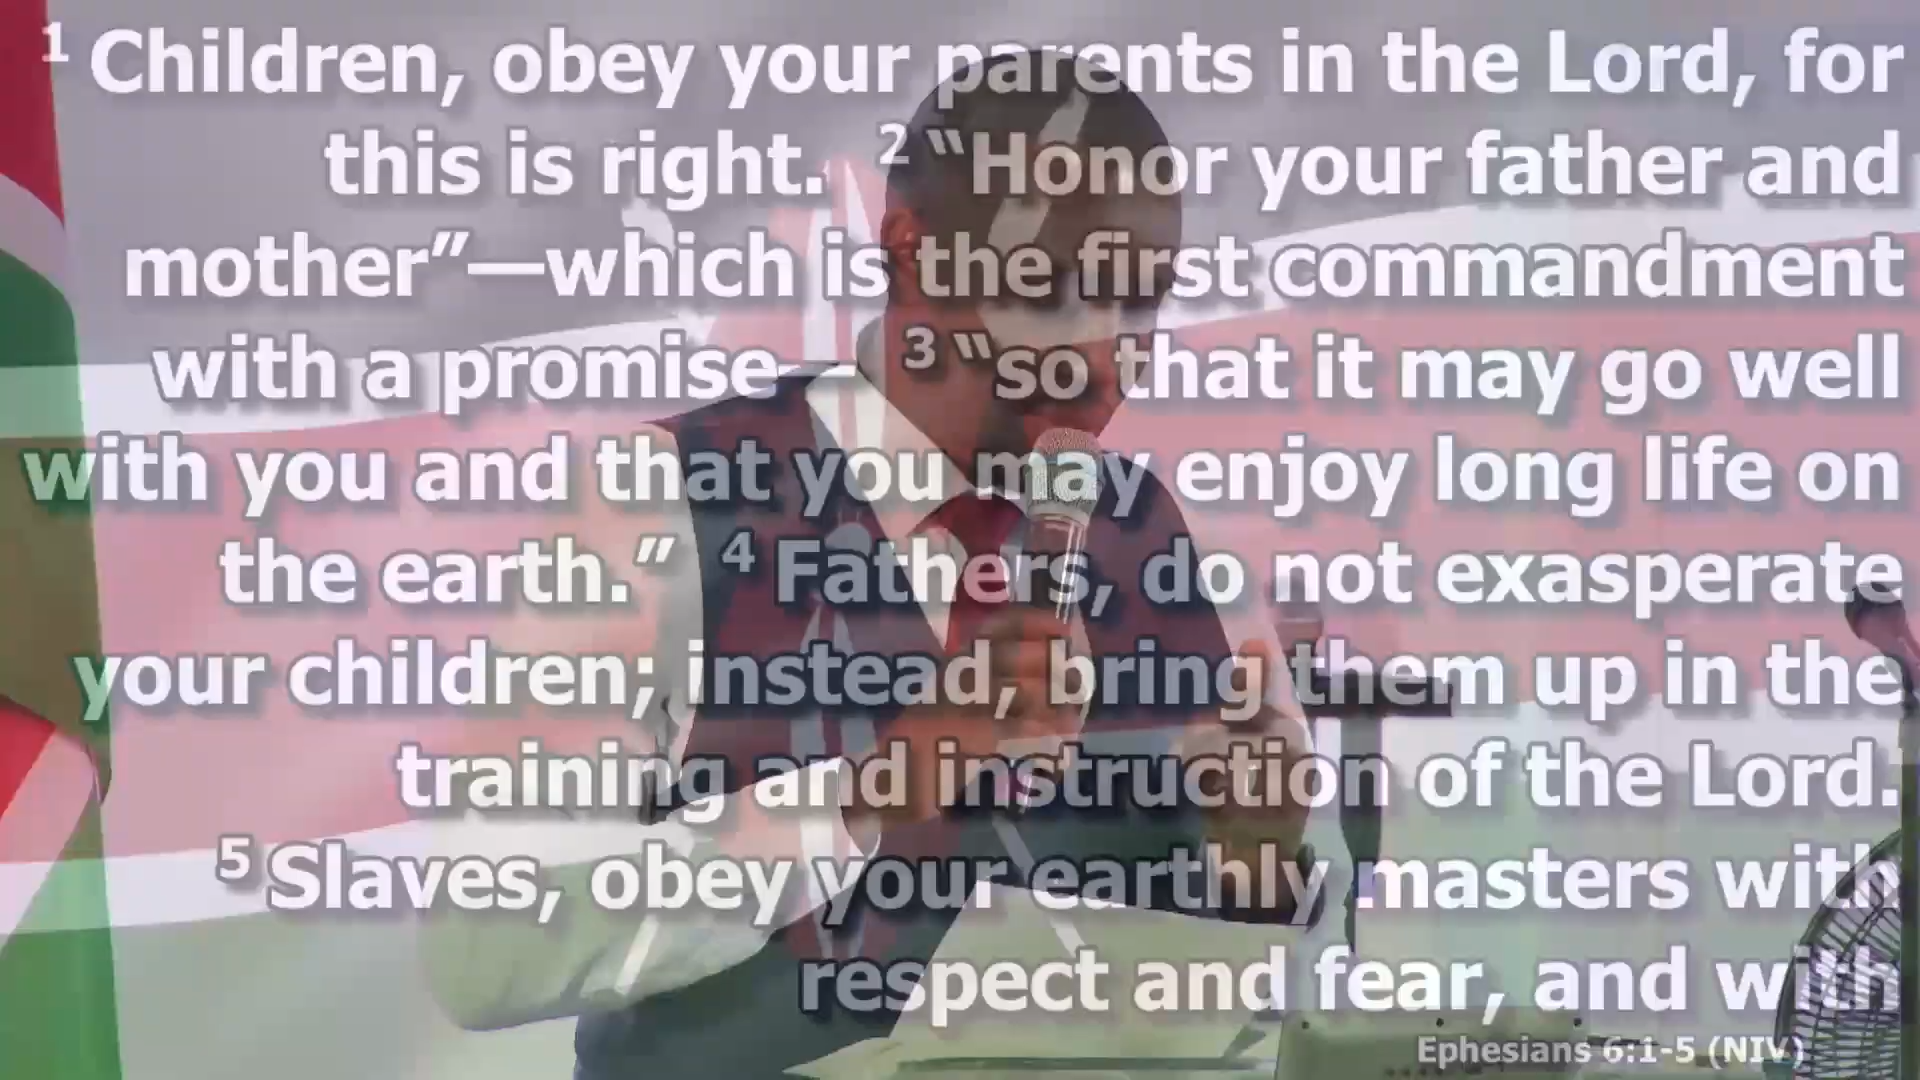 1 Children, obey your parents in the Lord, for
this is right. 2 “Honor your father and
mother”—which is the first commandment
with a promise— 3 “so that it may go well
with you and that you may enjoy long life on
the earth.” 4 Fathers, do not exasperate
your children; instead, bring them up in the
training and instruction of the Lord.
5 Slaves, obey your earthly masters with
respect and fear, and with
Ephesians 6:1-5 (NIV)